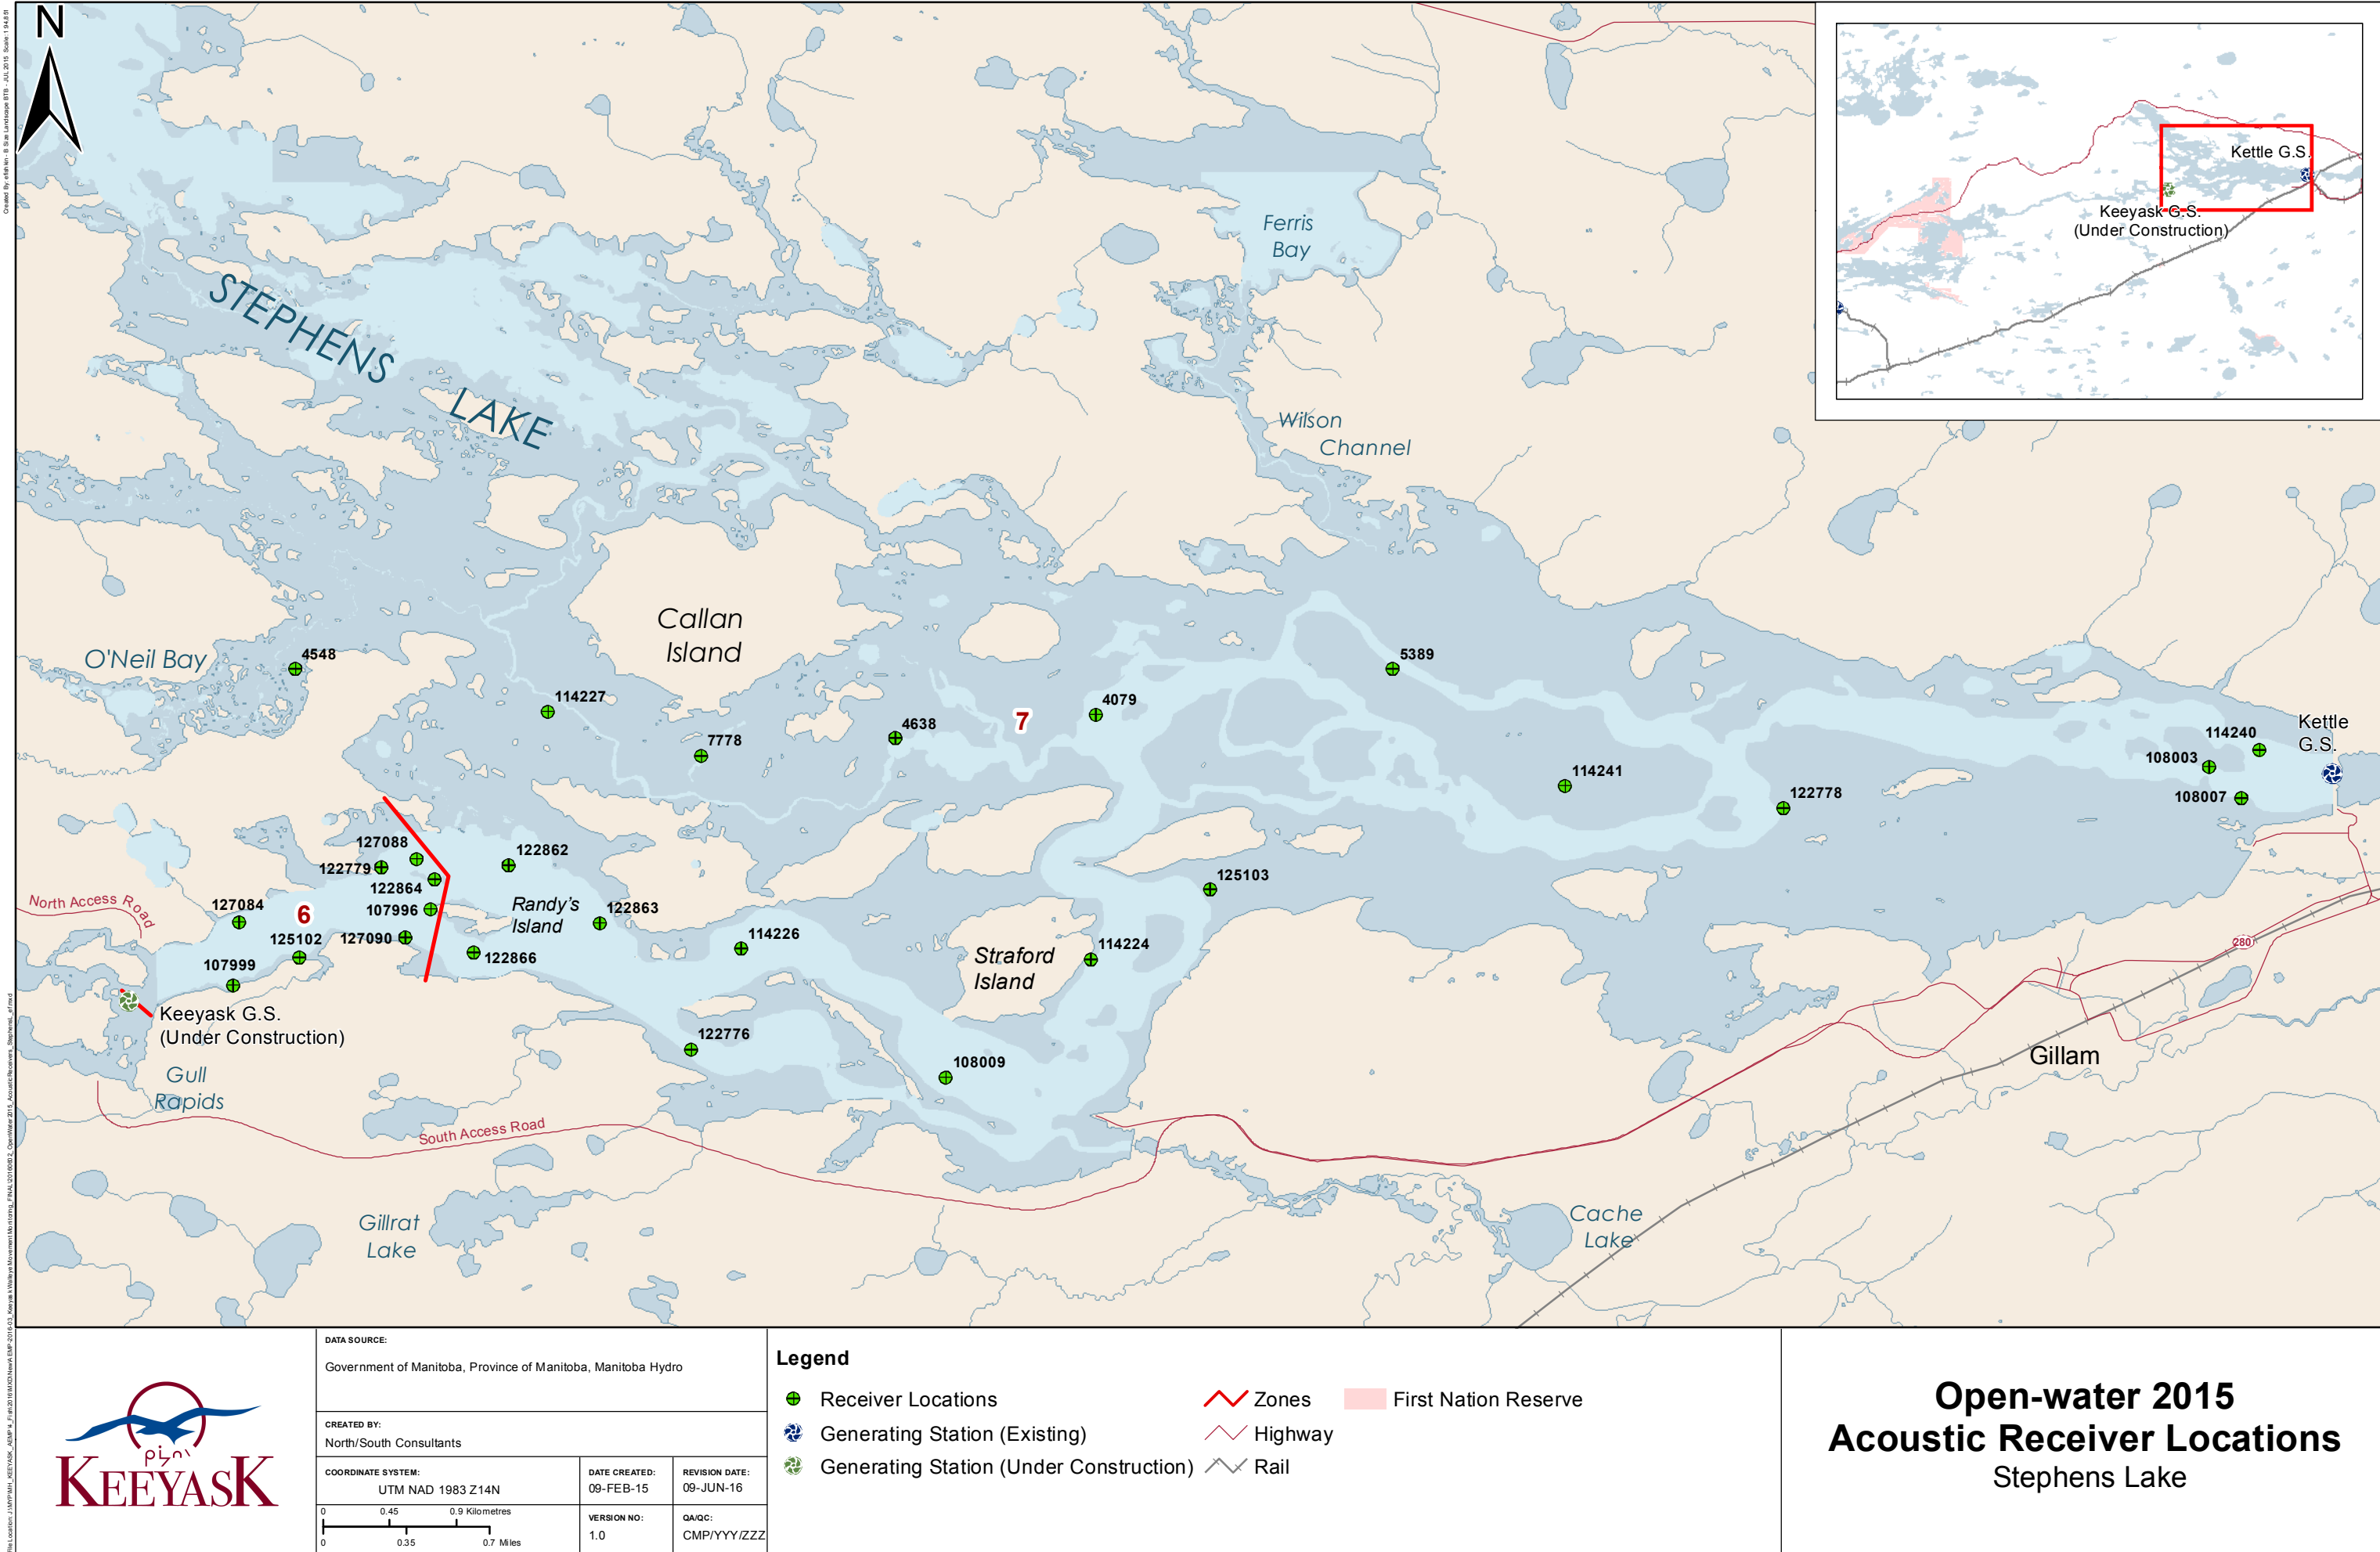 N
Kettle G.S.
Keeyask G.S.
(Under Construction)
Ferris
Bay
STEPHENS
LAKE
Wilson
Channel
Callan
Island
O'Neil Bay
4548
114227
7778
4638
7
4079
5389
114241
122778
114240
108003
108007
Kettle
G.S.
127088
122779
122864
107996
127090
122862
Randy's
Island
122863
122866
114226
125103
114224
Straford
Island
North Access Road
127084
6
125102
107999
Keeyask G.S.
(Under Construction)
122776
108009
Gull
Rapids
South Access Road
280
Gillam
Gillrat
Lake
Cache
Lake
KEEYASK
DATA SOURCE:
Government of Manitoba, Province of Manitoba, Manitoba Hydro
CREATED BY:
North/South Consultants
COORDINATE SYSTEM:
UTM NAD 1983 Z14N
DATE CREATED:
09-FEB-15
REVISION DATE:
09-JUN-16
0 0.45 0.9 Kilometres
0 0.35 0.7 Miles
VERSION NO:
1.0
QA/QC:
CMP/YYY/ZZZ
Legend
Receiver Locations
Generating Station (Existing)
Generating Station (Under Construction)
Zones
Highway
Rail
First Nation Reserve
Open-water 2015
Acoustic Receiver Locations
Stephens Lake